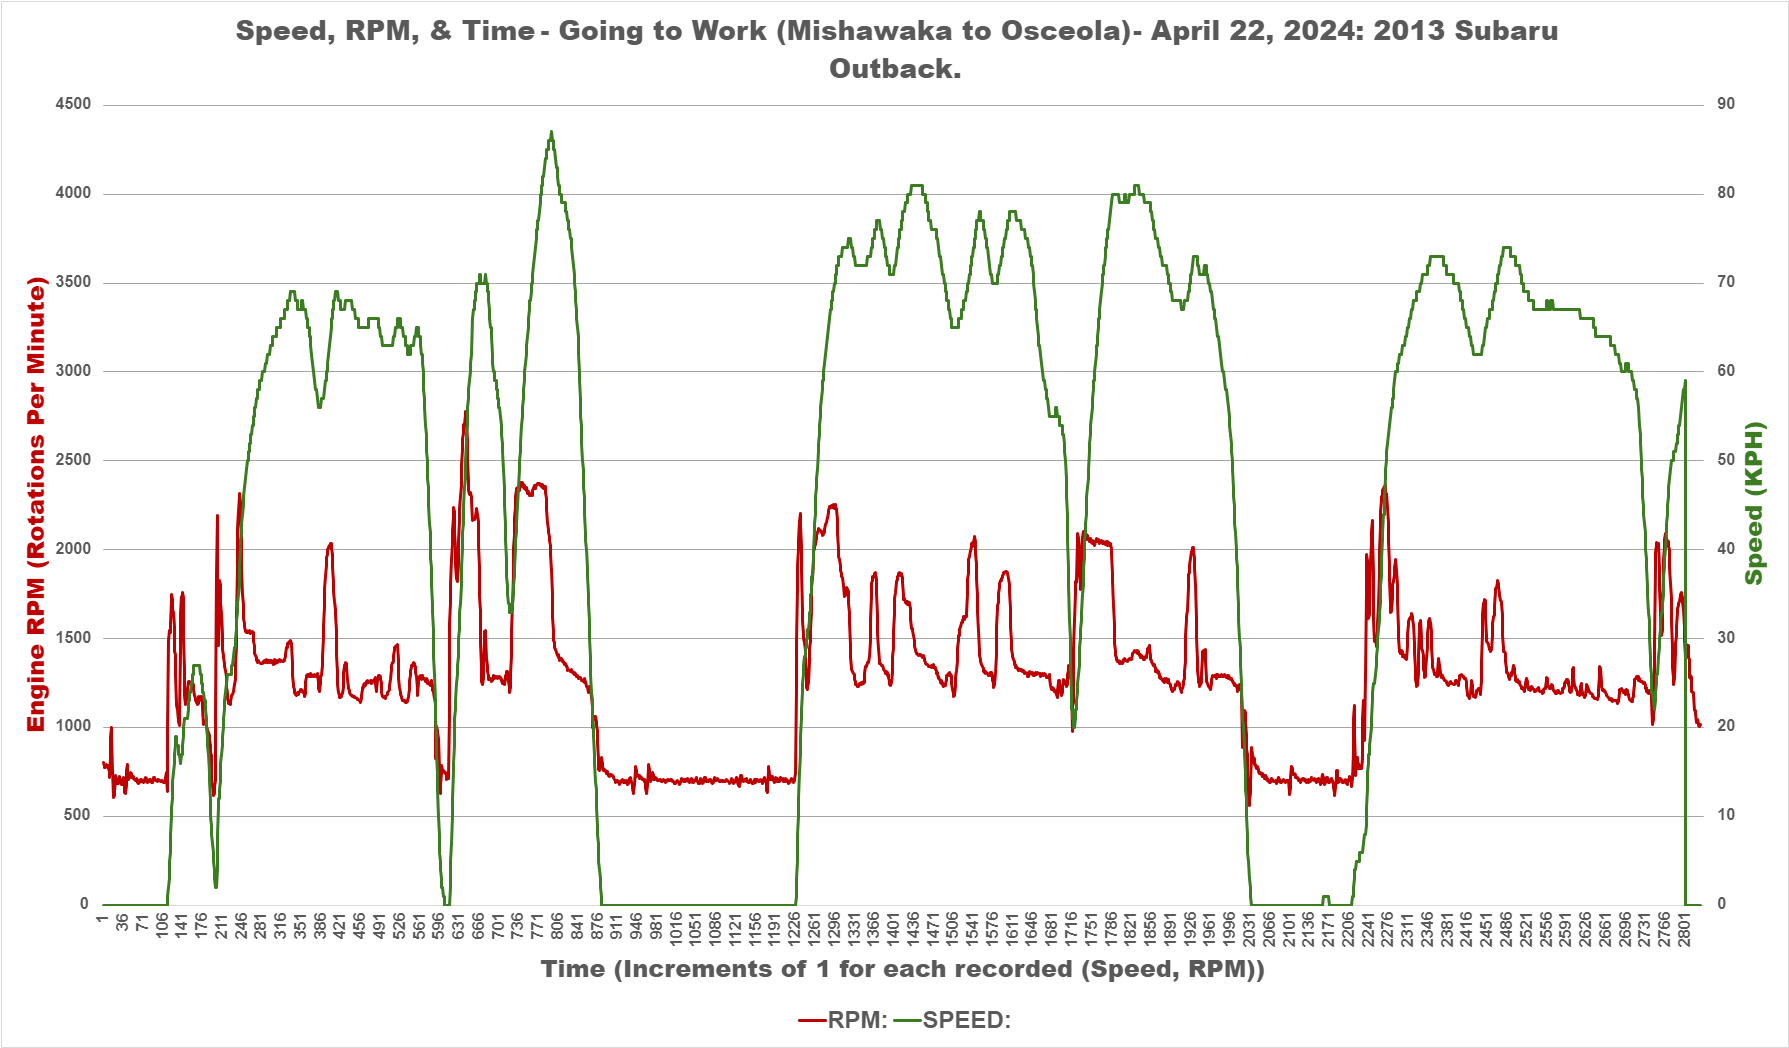 Speed, RPM, & Time - Going to Work (Mishawaka to Osceola)- April 22, 2024: 2013 Subaru
Outback.
4500
4000
3500
3000
2500
2000
1500
1000
500
0
Engine RPM (Rotations Per Minute)
90
80
70
60
50
40
30
20
10
0
Speed (KPH)
1 36 71 106 141 176 211 246 281 316 351 386 421 456 491 526 561 596 631 666 701 736 771 806 841 876 911 946 981 1016 1051 1086 1121 1156 1191 1226 1261 1296 1331 1366 1401 1436 1471 1506 1541 1576 1611 1646 1681 1716 1751 1786 1821 1856 1891 1926 1961 1996 2031 2066 2101 2136 2171 2206 2241 2276 2311 2346 2381 2416 2451 2486 2521 2556 2591 2626 2661 2696 2731 2766 2801
Time (Increments of 1 for each recorded (Speed, RPM))
RPM: SPEED: